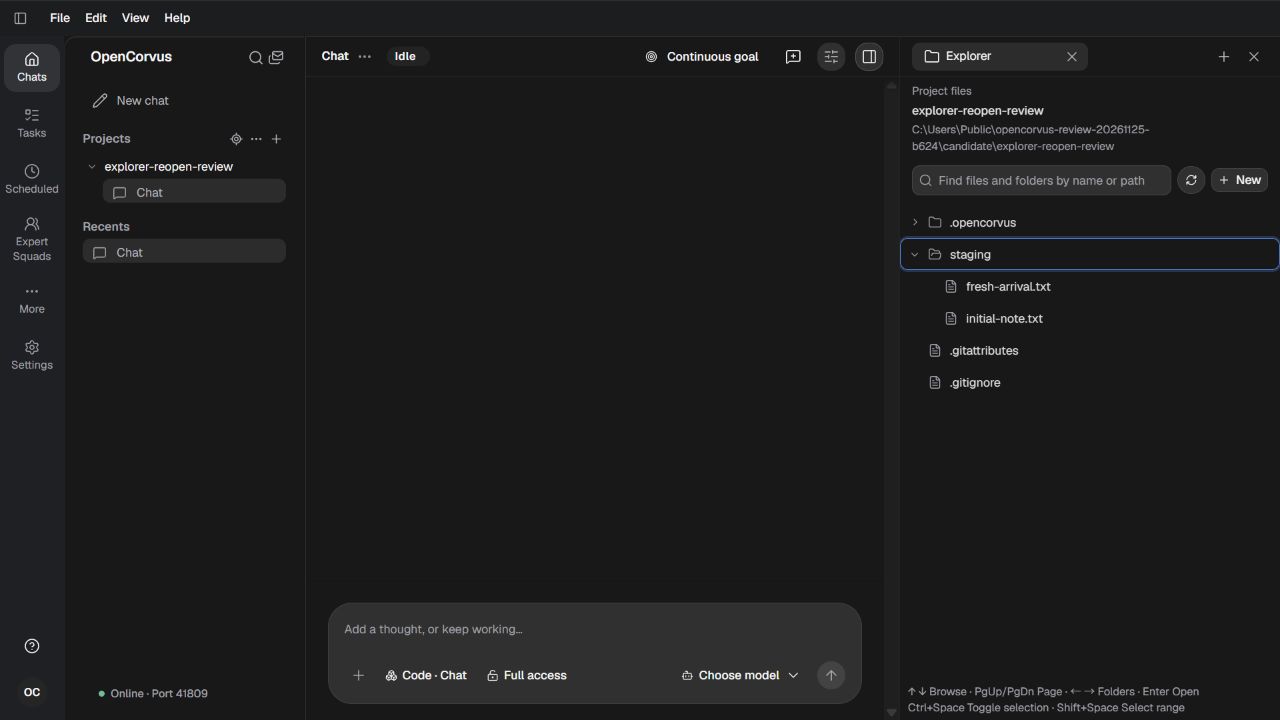 File Edit View Help
Chats
Tasks
Scheduled
Expert
Squads
More
Settings
OC
OpenCorvus
New chat
Projects
explorer-reopen-review
Chat
Recents
Chat
Online · Port 41809
Chat ··· Idle
Continuous goal
Add a thought, or keep working...
Code · Chat
Full access
Choose model
Explorer
Project files
explorer-reopen-review
C:\Users\Public\opencorvus-review-20261125-
b624\candidate\explorer-reopen-review
Find files and folders by name or path
+ New
.opencorvus
staging
fresh-arrival.txt
initial-note.txt
.gitattributes
.gitignore
↑↓ Browse · PgUp/PgDn Page · ←→ Folders · Enter Open
Ctrl+Space Toggle selection · Shift+Space Select range